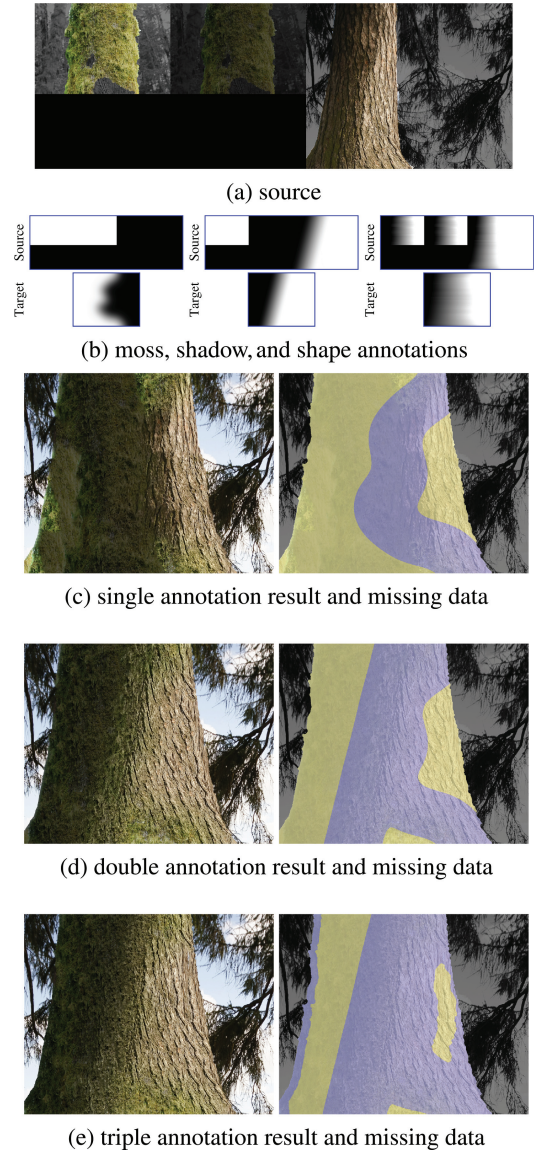 (a) source
Source
Source
Source
Target
Target
Target
(b) moss, shadow, and shape annotations
(c) single annotation result and missing data
(d) double annotation result and missing data
(e) triple annotation result and missing data